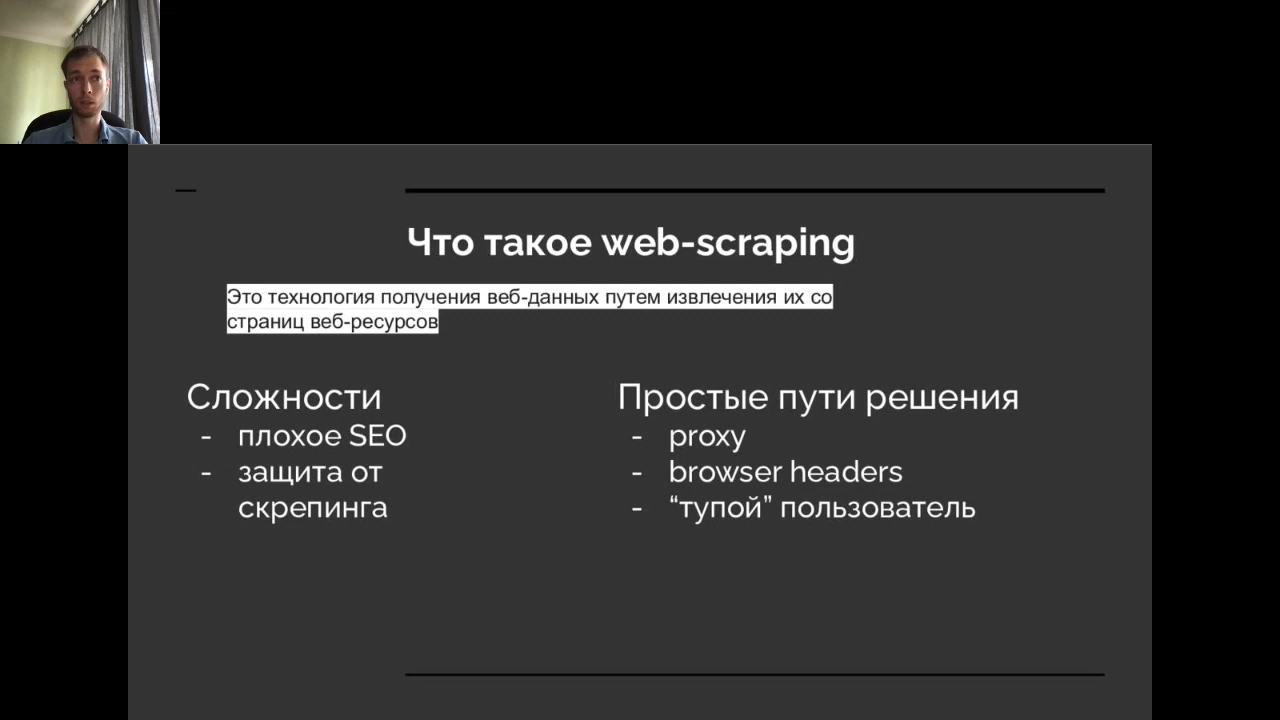 Что такое web-scraping
Это технология получения веб-данных путем извлечения их со
страниц веб-ресурсов
Сложности
- плохое SEO
- защита от
скрепинга
Простые пути решения
- proxy
- browser headers
- “тупой” пользователь